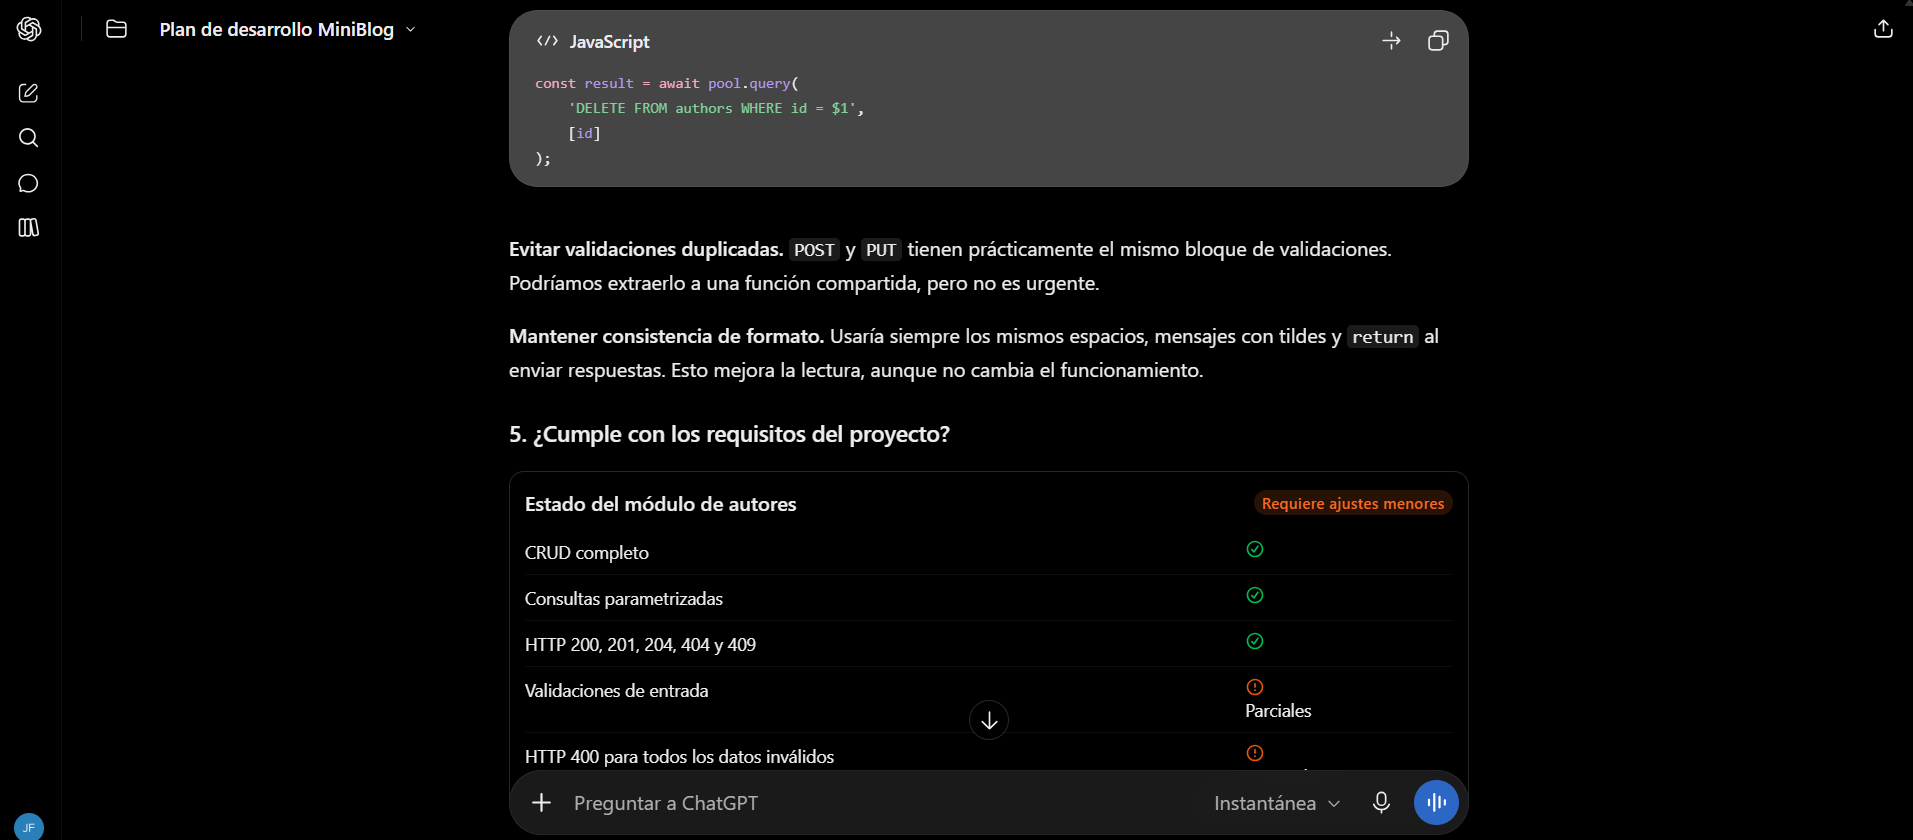 Plan de desarrollo MiniBlog
JavaScript
const result = await pool.query(
'DELETE FROM authors WHERE id = $1',
[id]
);
Evitar validaciones duplicadas. POST y PUT tienen prácticamente el mismo bloque de validaciones.
Podríamos extraerlo a una función compartida, pero no es urgente.
Mantener consistencia de formato. Usaría siempre los mismos espacios, mensajes con tildes y return al
enviar respuestas. Esto mejora la lectura, aunque no cambia el funcionamiento.
5. ¿Cumple con los requisitos del proyecto?
Estado del módulo de autores
Requiere ajustes menores
CRUD completo
Consultas parametrizadas
HTTP 200, 201, 204, 404 y 409
Validaciones de entrada
Parciales
HTTP 400 para todos los datos inválidos
Preguntar a ChatGPT
Instantánea
JF